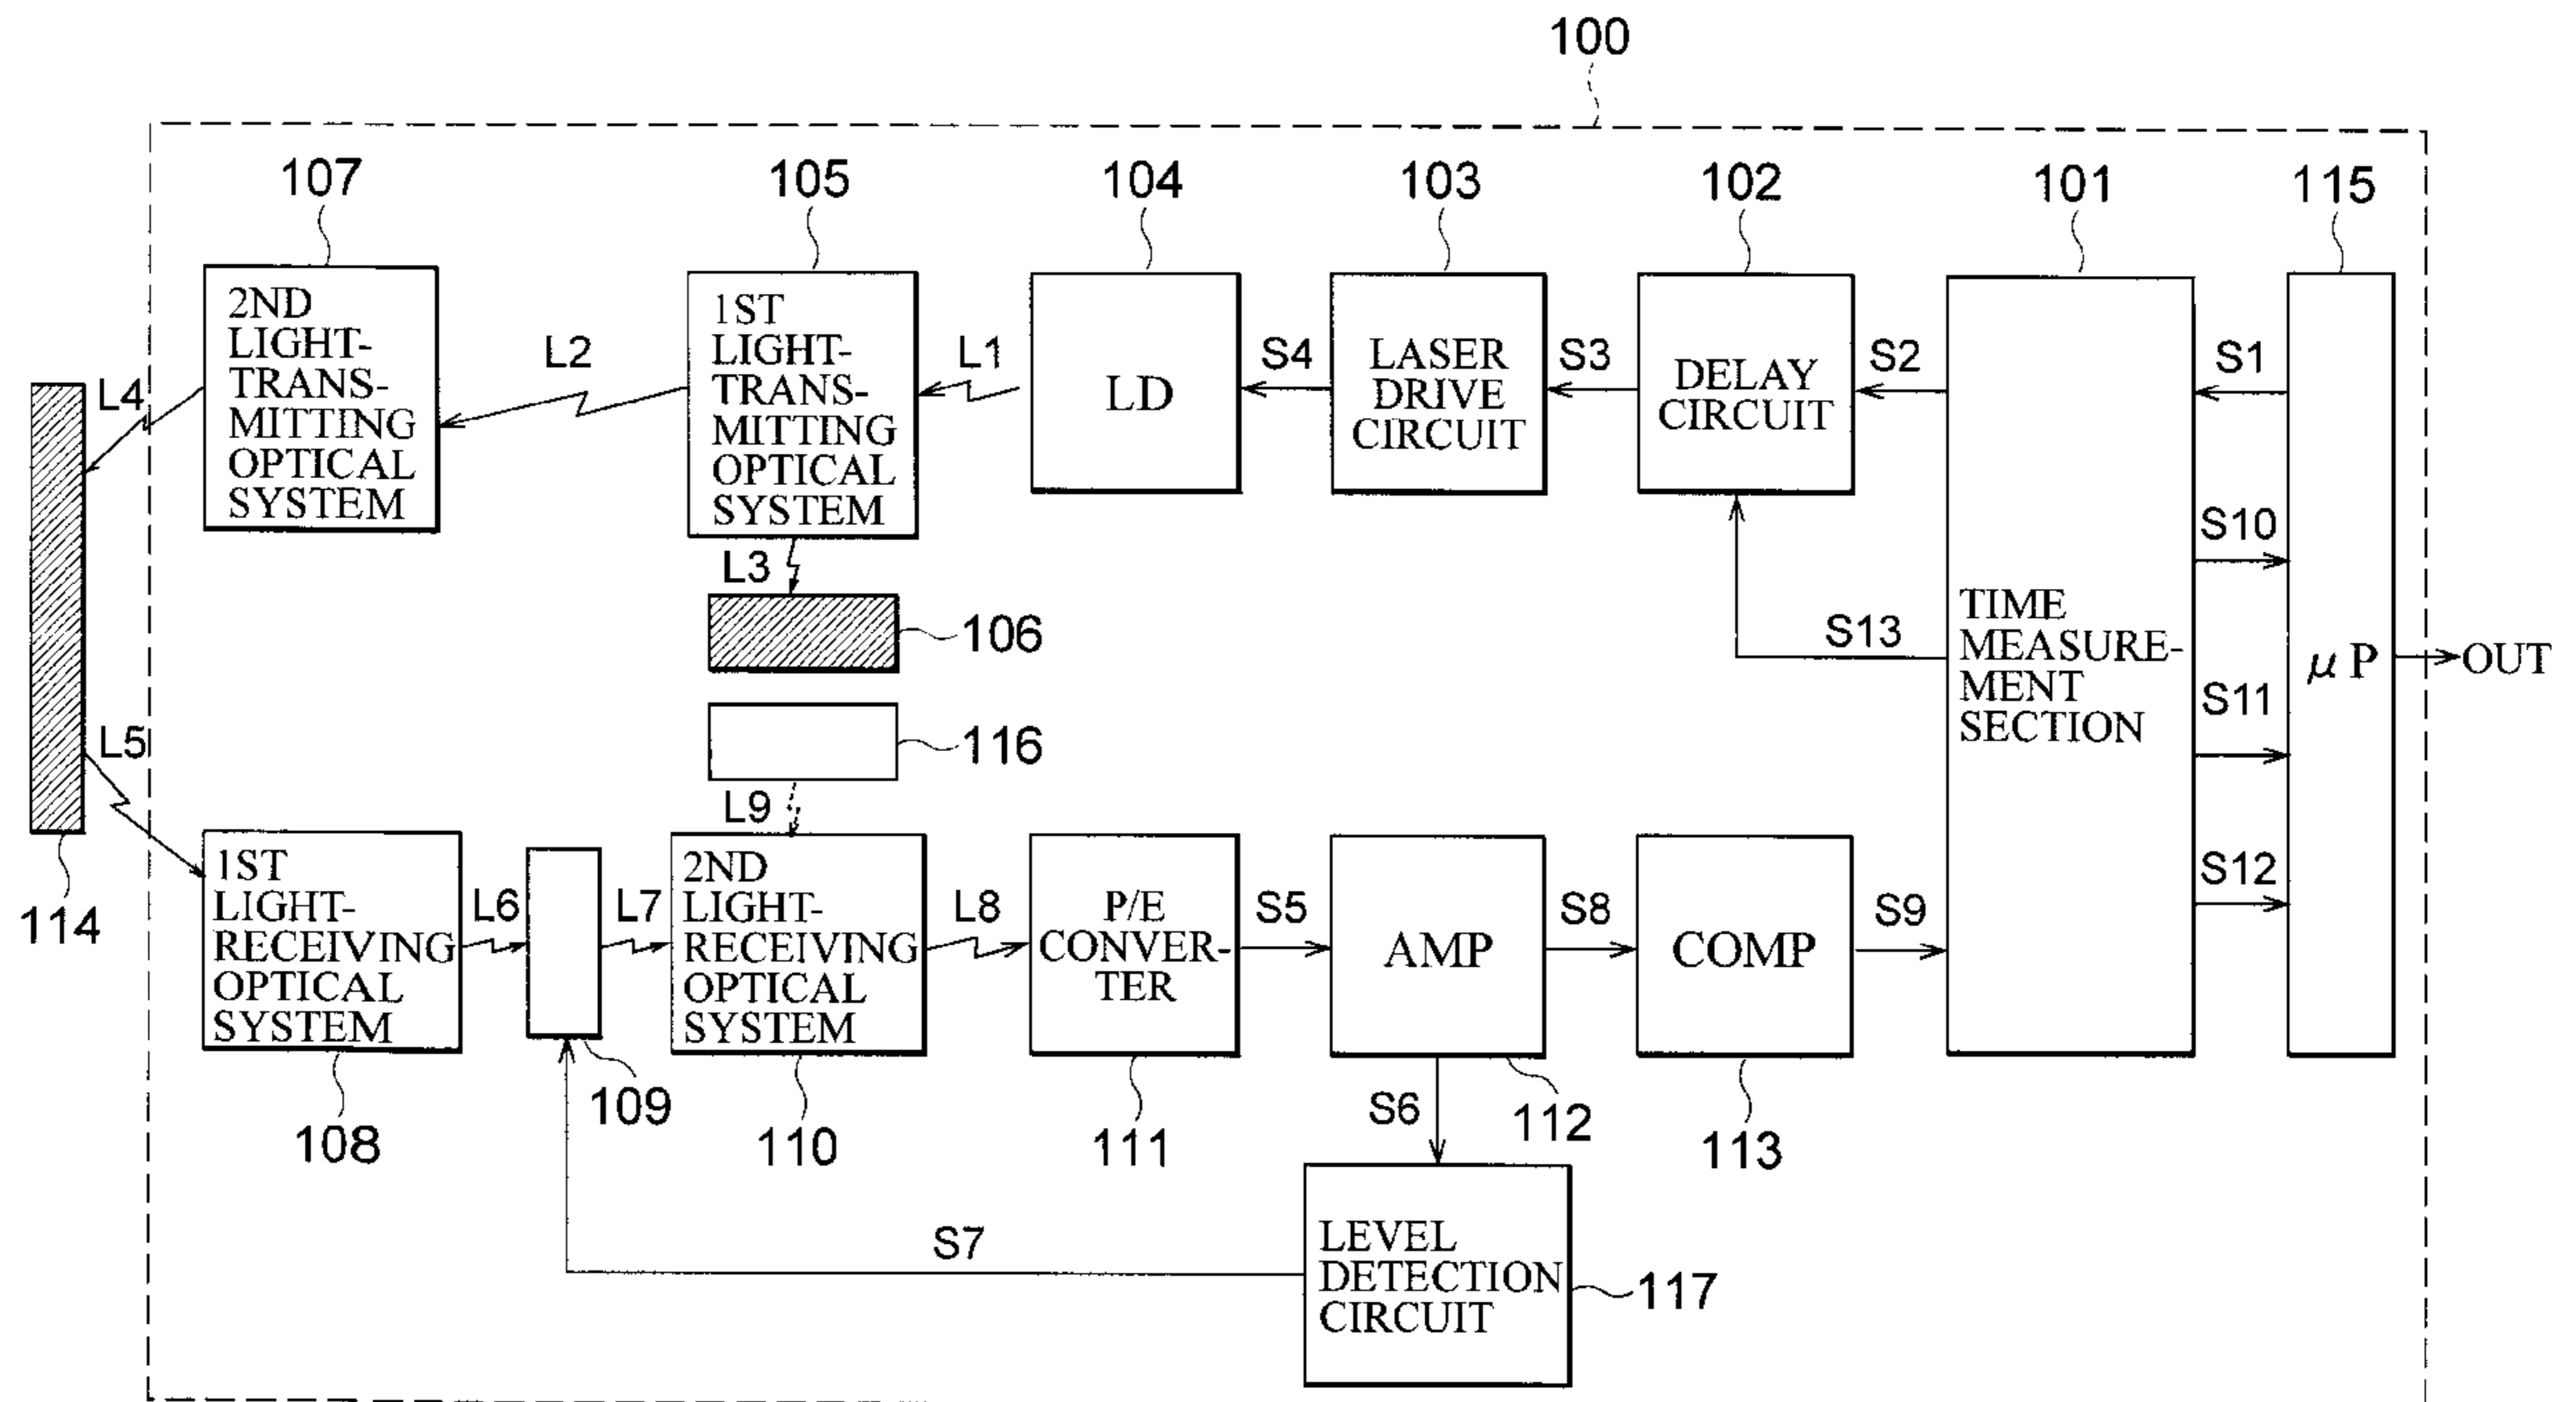 100
107
105
104
103
102
101
115
2ND
LIGHT-
TRANS-
MITTING
OPTICAL
SYSTEM
1ST
LIGHT-
TRANS-
MITTING
OPTICAL
SYSTEM
LD
LASER
DRIVE
CIRCUIT
DELAY
CIRCUIT
TIME
MEASURE-
MENT
SECTION
μP
OUT
L4
L2
L1
S4
S3
S2
S1
S10
L3
106
S13
S11
116
L5
L9
S12
114
1ST
LIGHT-
RECEIVING
OPTICAL
SYSTEM
L6
L7
2ND
LIGHT-
RECEIVING
OPTICAL
SYSTEM
L8
P/E
CONVER-
TER
S5
AMP
S8
COMP
S9
108
109
110
111
S6
112
113
S7
LEVEL
DETECTION
CIRCUIT
117